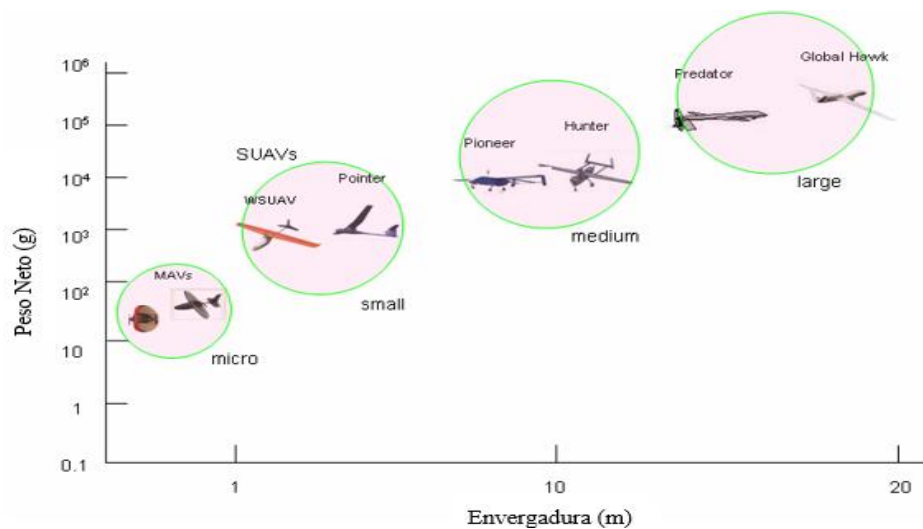 Peso Neto (g)
10⁶
10⁵
10⁴
10³
10²
10
1
0.1
Global Hawk
Predator
large
Hunter
Pioneer
medium
SUAVs
Pointer
WSUAV
small
MAVs
micro
1
10
20
Envergadura (m)